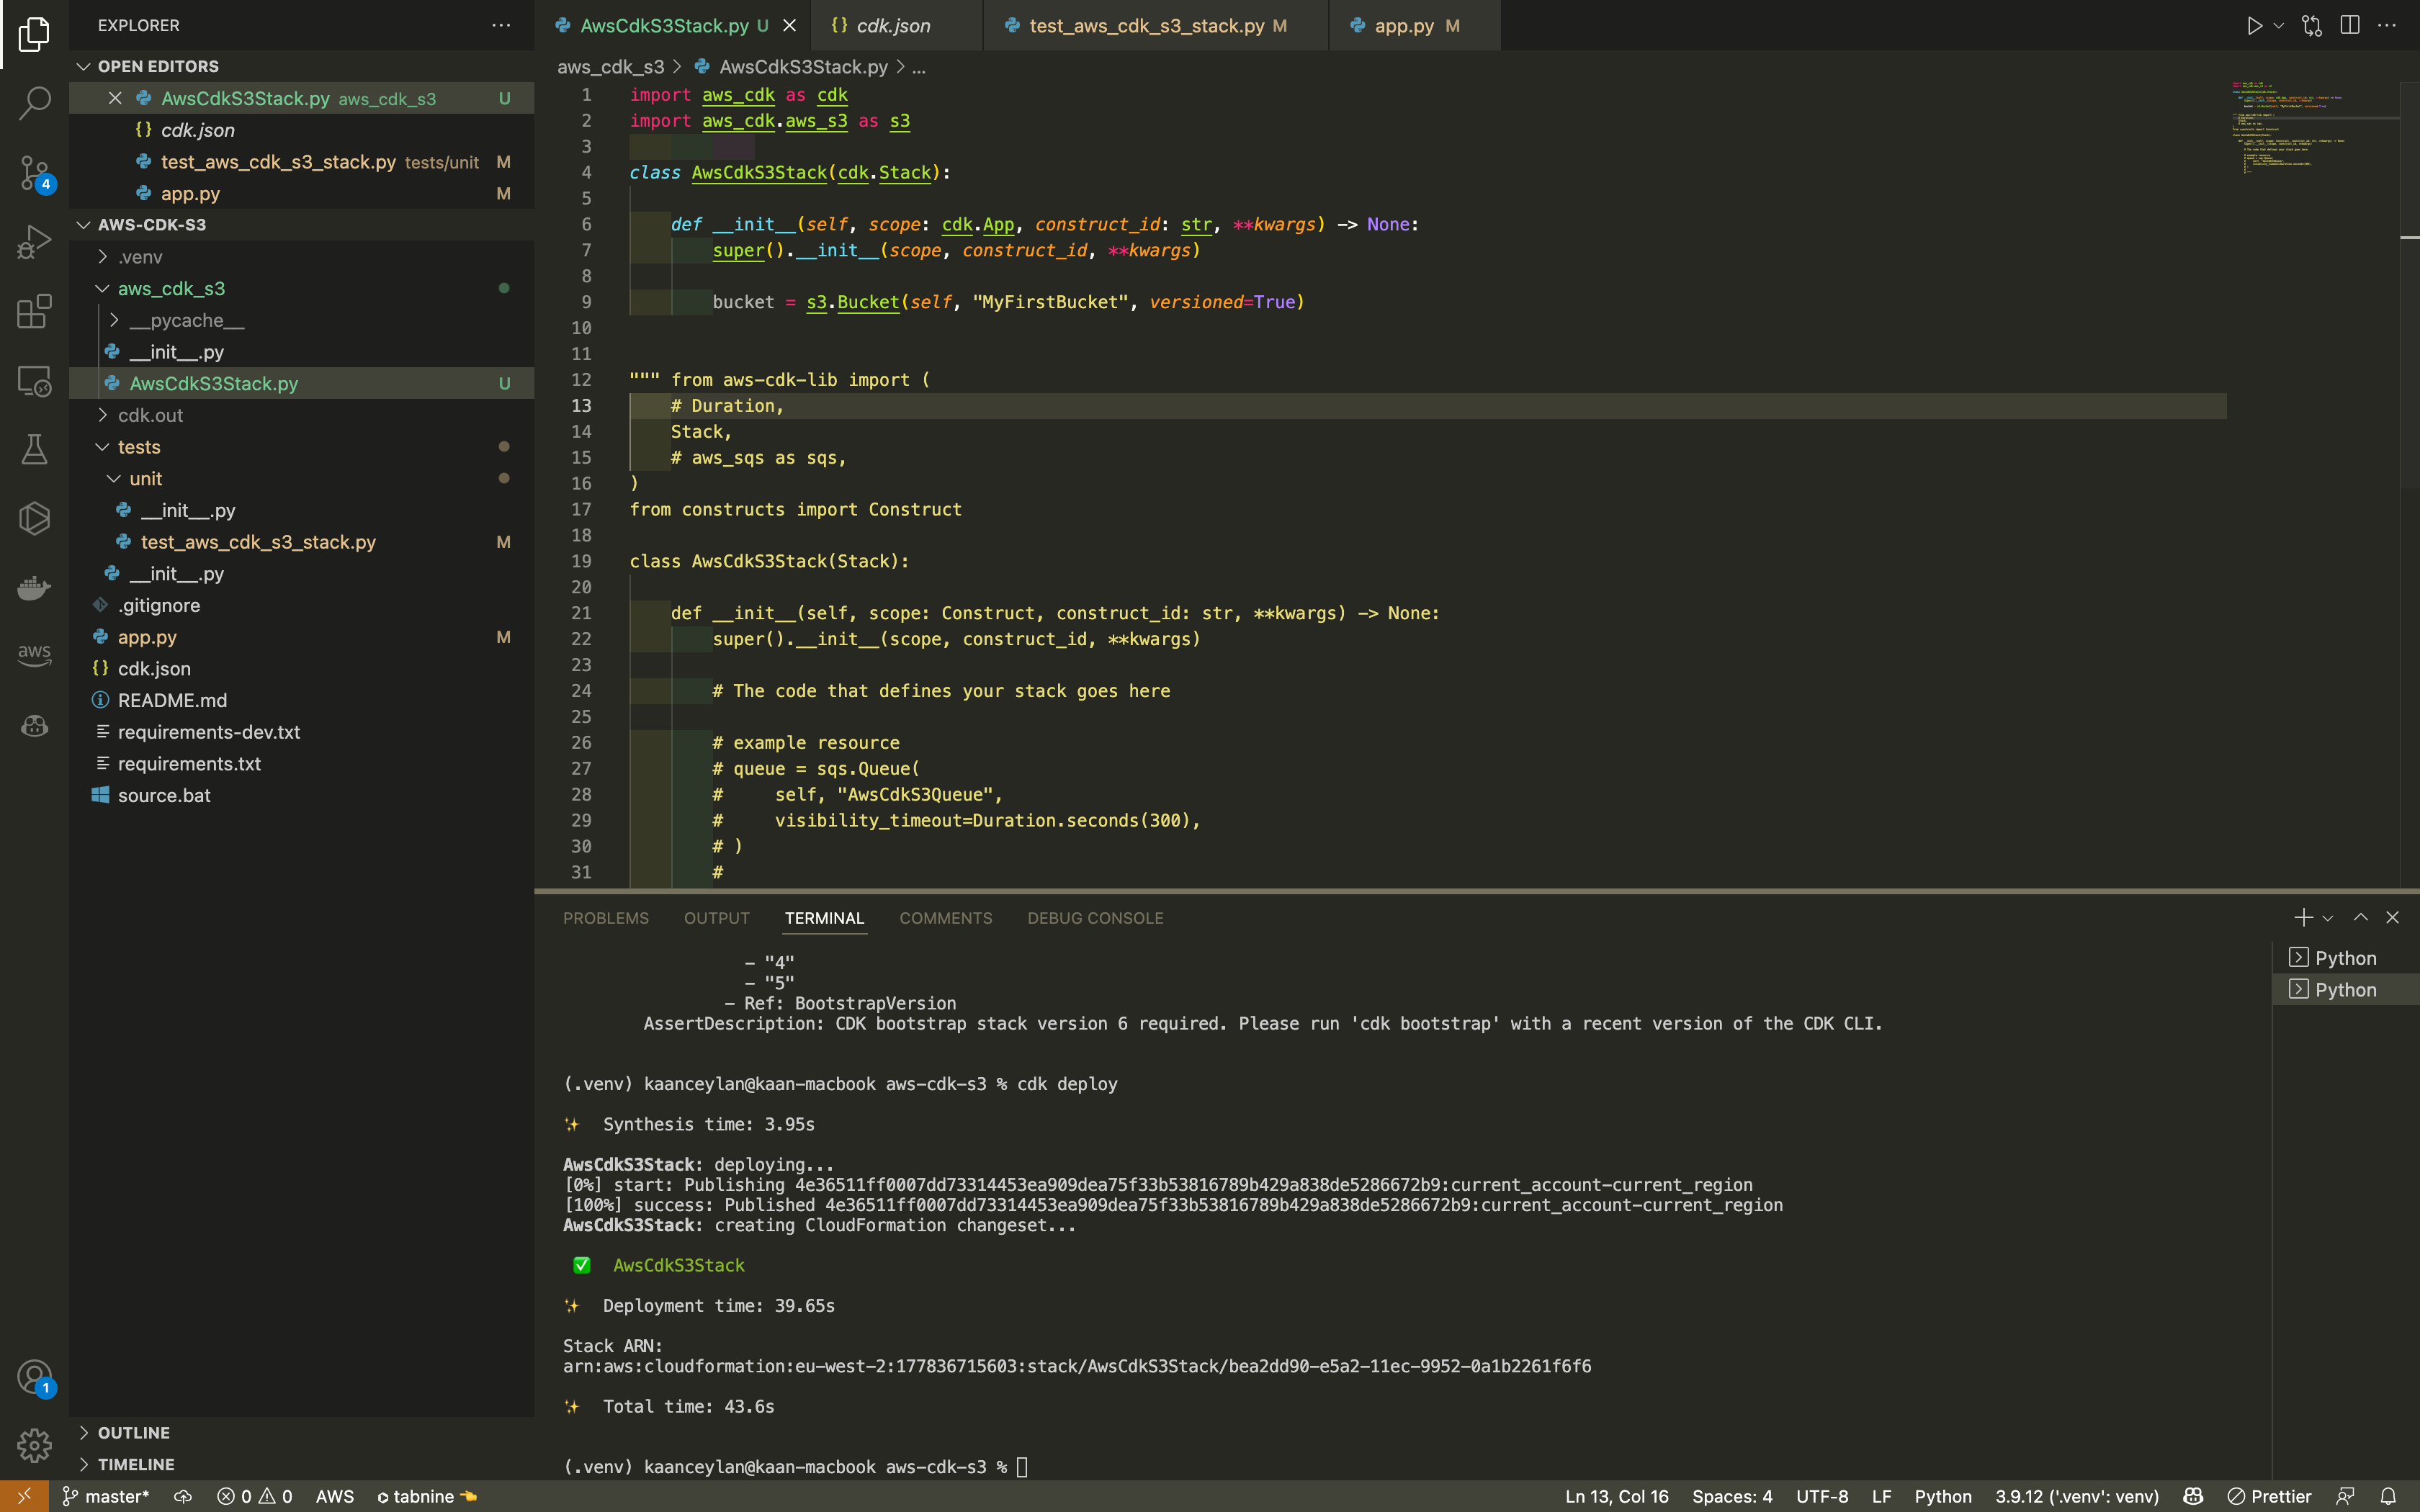 EXPLORER
OPEN EDITORS
AwsCdkS3Stack.py aws_cdk_s3 U
cdk.json
test_aws_cdk_s3_stack.py tests/unit M
app.py M
AWS-CDK-S3
.venv
aws_cdk_s3
__pycache__
__init__.py
AwsCdkS3Stack.py U
cdk.out
tests
unit
__init__.py
test_aws_cdk_s3_stack.py M
__init__.py
.gitignore
app.py M
cdk.json
README.md
requirements-dev.txt
requirements.txt
source.bat
OUTLINE
TIMELINE
4
aws
1
AwsCdkS3Stack.py U
cdk.json
test_aws_cdk_s3_stack.py M
app.py M
aws_cdk_s3 > AwsCdkS3Stack.py > ...
1 import aws_cdk as cdk
2 import aws_cdk.aws_s3 as s3
3
4 class AwsCdkS3Stack(cdk.Stack):
5
6 def __init__(self, scope: cdk.App, construct_id: str, **kwargs) -> None:
7 super().__init__(scope, construct_id, **kwargs)
8
9 bucket = s3.Bucket(self, "MyFirstBucket", versioned=True)
10
11
12 """ from aws-cdk-lib import (
13 # Duration,
14 Stack,
15 # aws_sqs as sqs,
16 )
17 from constructs import Construct
18
19 class AwsCdkS3Stack(Stack):
20
21 def __init__(self, scope: Construct, construct_id: str, **kwargs) -> None:
22 super().__init__(scope, construct_id, **kwargs)
23
24 # The code that defines your stack goes here
25
26 # example resource
27 # queue = sqs.Queue(
28 # self, "AwsCdkS3Queue",
29 # visibility_timeout=Duration.seconds(300),
30 # )
31 #
PROBLEMS OUTPUT TERMINAL COMMENTS DEBUG CONSOLE
Python
Python
- "4"
- "5"
- Ref: BootstrapVersion
AssertDescription: CDK bootstrap stack version 6 required. Please run 'cdk bootstrap' with a recent version of the CDK CLI.
(.venv) kaanceylan@kaan-macbook aws-cdk-s3 % cdk deploy
✨ Synthesis time: 3.95s
AwsCdkS3Stack: deploying...
[0%] start: Publishing 4e36511ff0007dd73314453ea909dea75f33b53816789b429a838de5286672b9:current_account-current_region
[100%] success: Published 4e36511ff0007dd73314453ea909dea75f33b53816789b429a838de5286672b9:current_account-current_region
AwsCdkS3Stack: creating CloudFormation changeset...
✅ AwsCdkS3Stack
✨ Deployment time: 39.65s
Stack ARN:
arn:aws:cloudformation:eu-west-2:177836715603:stack/AwsCdkS3Stack/bea2dd90-e5a2-11ec-9952-0a1b2261f6f6
✨ Total time: 43.6s
(.venv) kaanceylan@kaan-macbook aws-cdk-s3 %
master* 0 0 AWS tabnine Ln 13, Col 16 Spaces: 4 UTF-8 LF Python 3.9.12 ('.venv': venv) Prettier